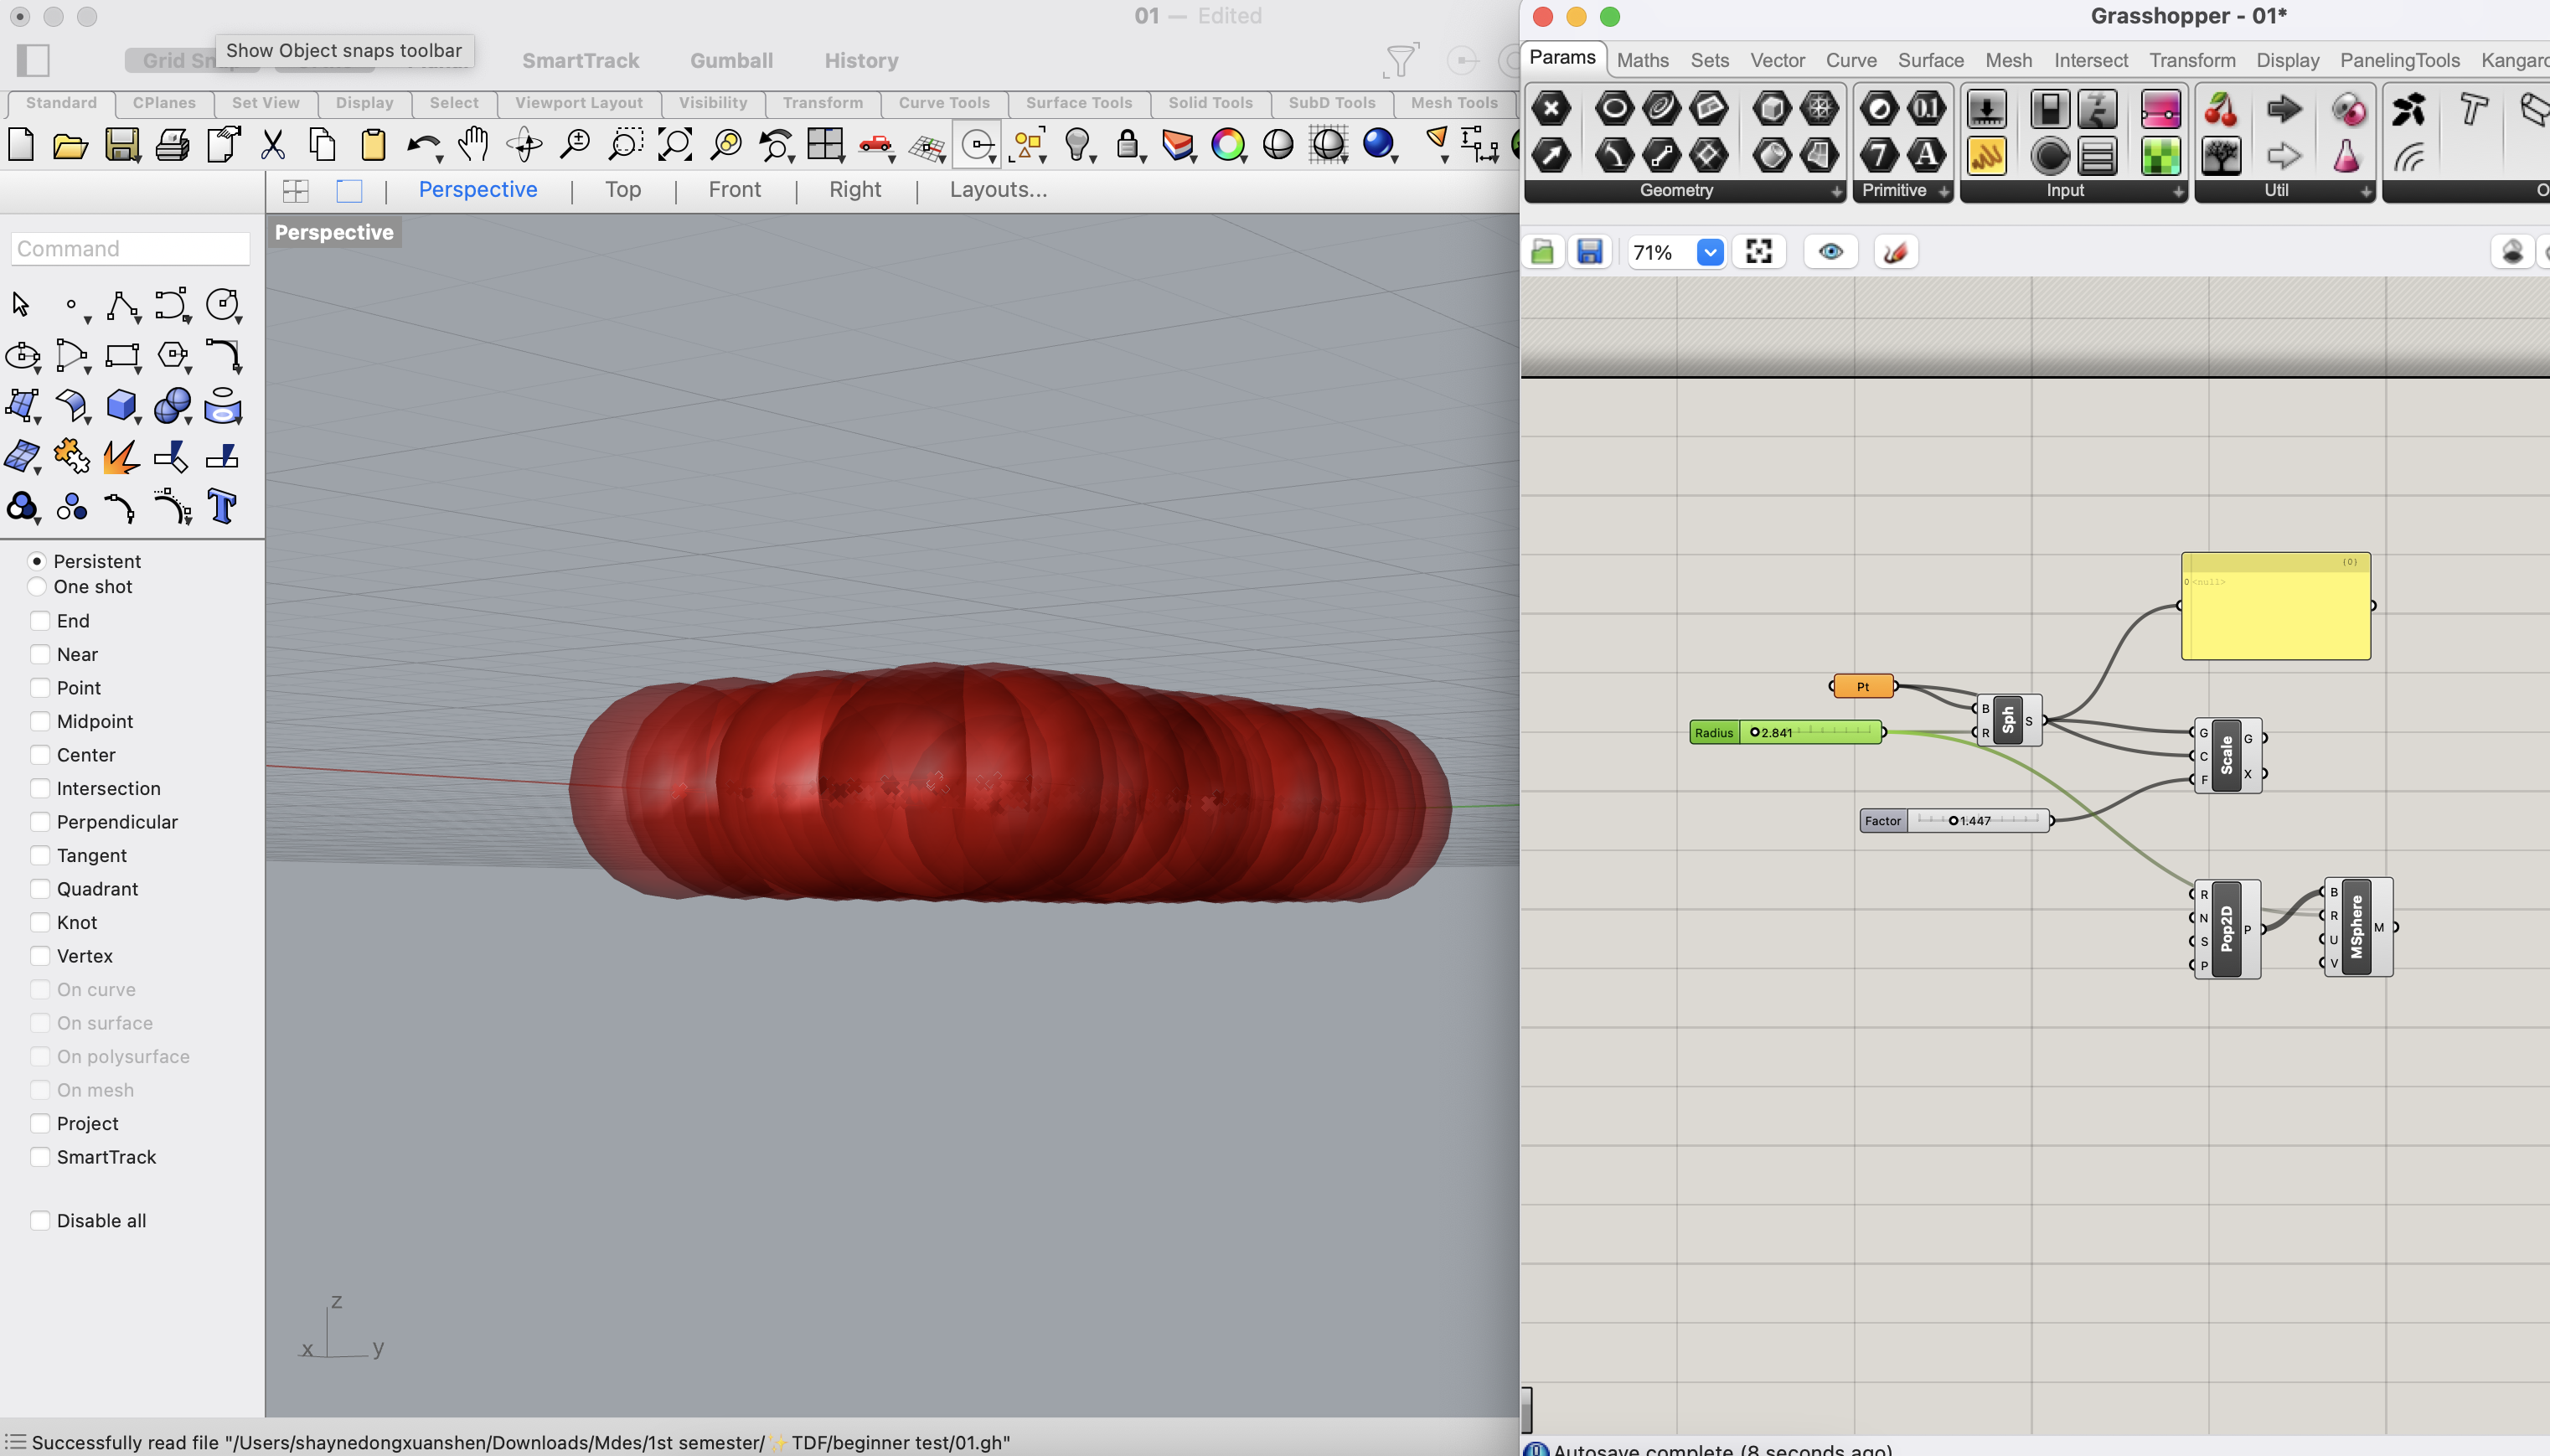 01 — Edited
Grid Sn
Show Object snaps toolbar
SmartTrack
Gumball
History
Standard
CPlanes
Set View
Display
Select
Viewport Layout
Visibility
Transform
Curve Tools
Surface Tools
Solid Tools
SubD Tools
Mesh Tools
Perspective
Top
Front
Right
Layouts...
Perspective
Command
Persistent
One shot
End
Near
Point
Midpoint
Center
Intersection
Perpendicular
Tangent
Quadrant
Knot
Vertex
On curve
On surface
On polysurface
On mesh
Project
SmartTrack
Disable all
z
x
y
Successfully read file "/Users/shaynedongxuanshen/Downloads/Mdes/1st semester/✨ TDF/beginner test/01.gh"
Grasshopper - 01*
Params
Maths
Sets
Vector
Curve
Surface
Mesh
Intersect
Transform
Display
PanelingTools
Kangaro
Geometry
Primitive
Input
Util
O
71%
(0)
0 <null>
Pt
Radius
2.841
B
R
Sph
S
G
C
F
Scale
G
X
Factor
1.447
R
N
S
P
Pop2D
P
B
R
U
V
MSphere
M
Autosave complete (8 seconds ago)